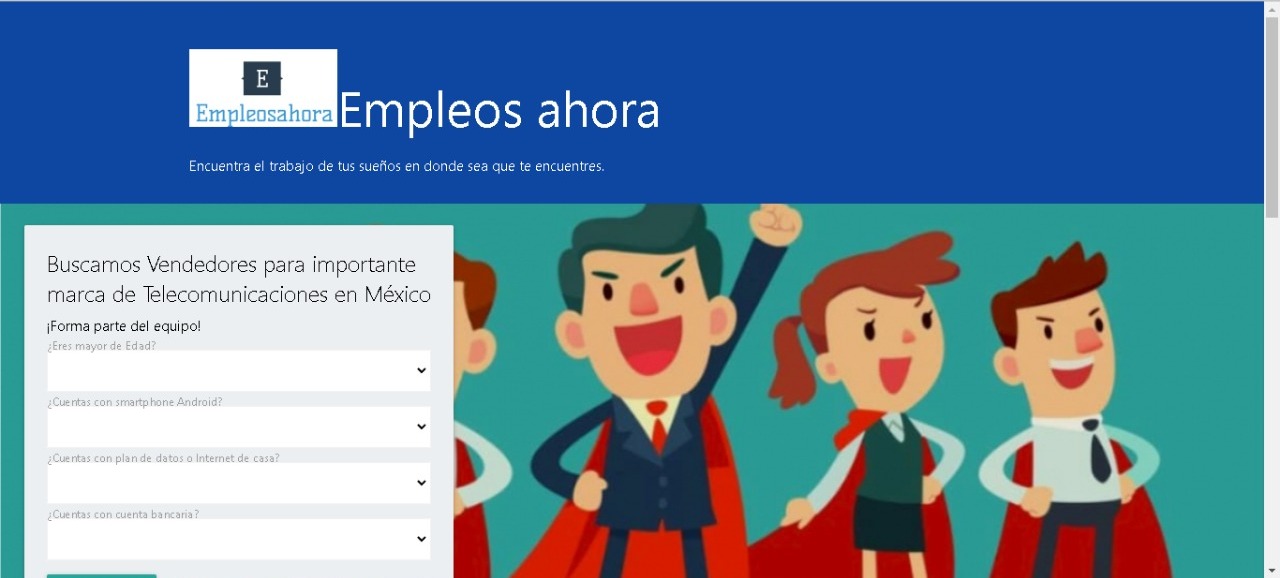 E
Empleosahora
Empleos ahora
Encuentra el trabajo de tus sueños en donde sea que te encuentres.
Buscamos Vendedores para importante
marca de Telecomunicaciones en México
¡Forma parte del equipo!
¿Eres mayor de Edad?
¿Cuentas con smartphone Android?
¿Cuentas con plan de datos o Internet de casa?
¿Cuentas con cuenta bancaria?